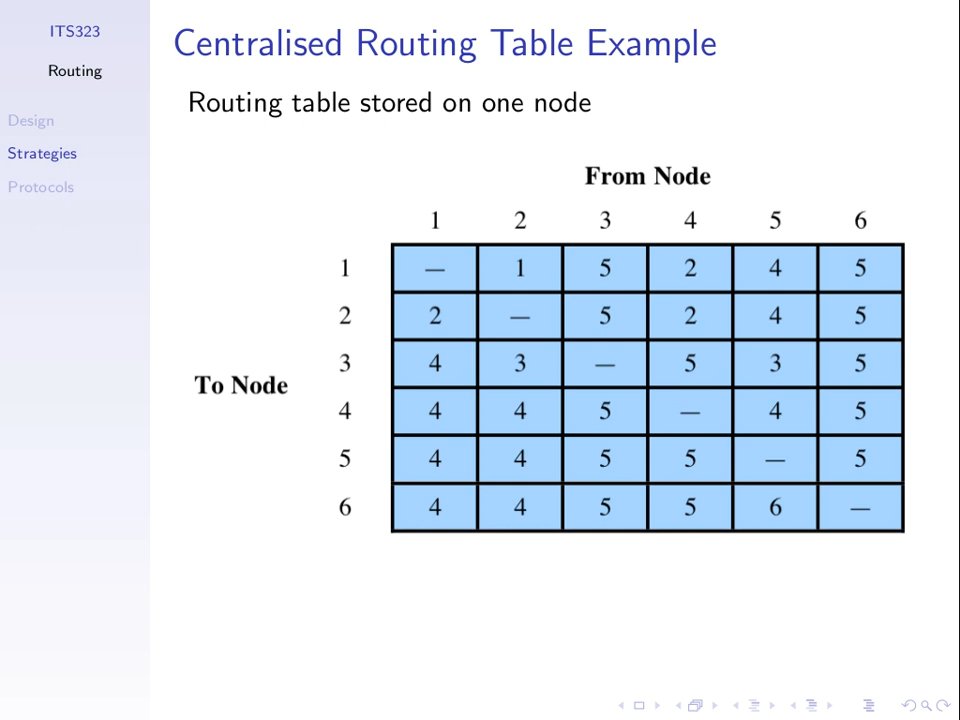 ITS323
Routing
Design
Strategies
Protocols
Centralised Routing Table Example
Routing table stored on one node
From Node
1 2 3 4 5 6
1 — 1 5 2 4 5
2 2 — 5 2 4 5
3 4 3 — 5 3 5
To Node
4 4 4 5 — 4 5
5 4 4 5 5 — 5
6 4 4 5 5 6 —